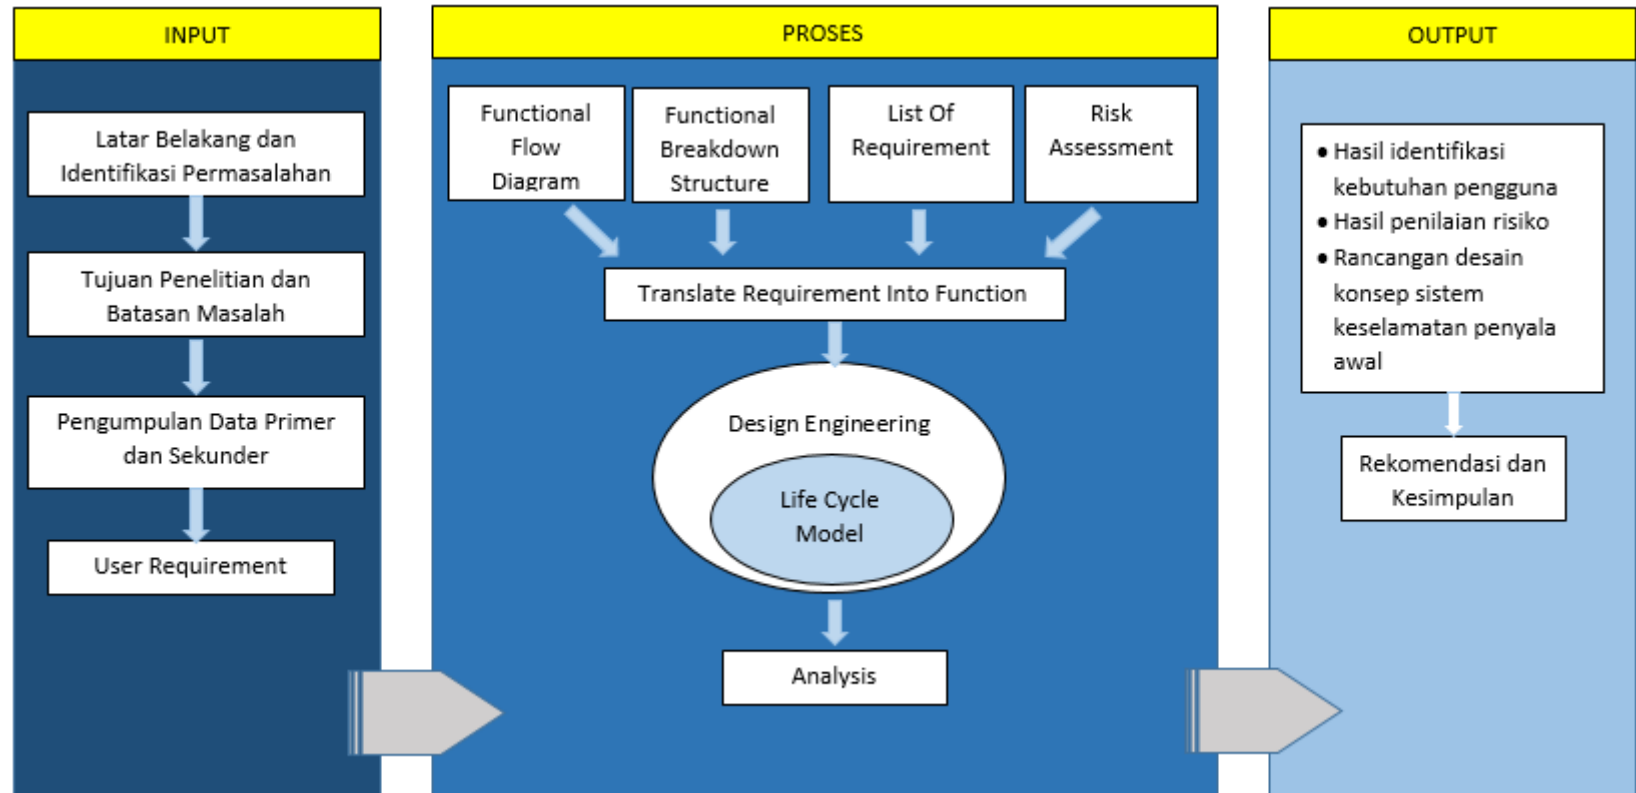 INPUT
Latar Belakang dan
Identifikasi Permasalahan
Tujuan Penelitian dan
Batasan Masalah
Pengumpulan Data Primer
dan Sekunder
User Requirement
PROSES
Functional
Flow
Diagram
Functional
Breakdown
Structure
List Of
Requirement
Risk
Assessment
Translate Requirement Into Function
Design Engineering
Life Cycle
Model
Analysis
OUTPUT
• Hasil identifikasi
kebutuhan pengguna
• Hasil penilaian risiko
• Rancangan desain
konsep sistem
keselamatan penyala
awal
Rekomendasi dan
Kesimpulan